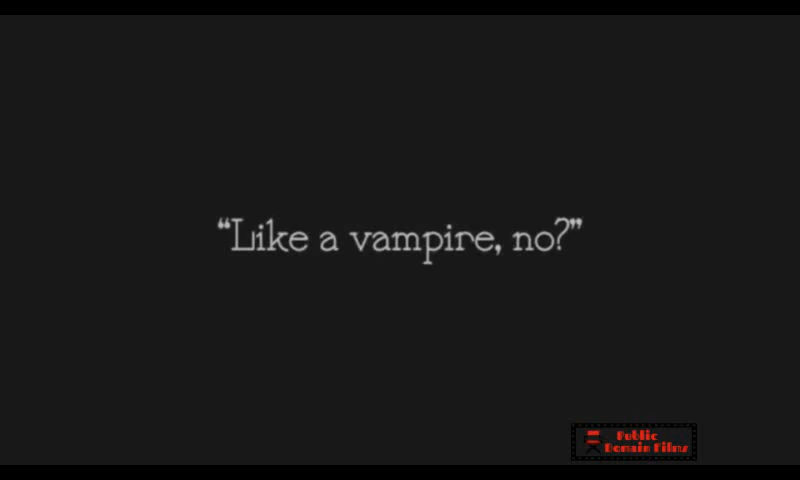 “Like a vampire, no?”
Public
Domain Films